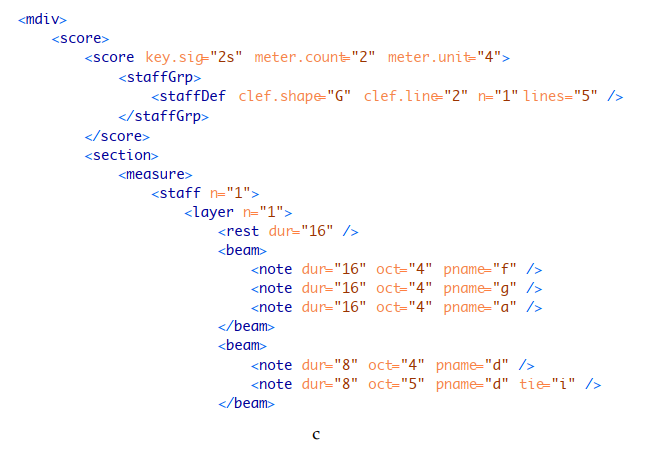 <mdiv>
<score>
<score key.sig="2s" meter.count="2" meter.unit="4">
<staffGrp>
<staffDef clef.shape="G" clef.line="2" n="1" lines="5" />
</staffGrp>
</score>
<section>
<measure>
<staff n="1">
<layer n="1">
<rest dur="16" />
<beam>
<note dur="16" oct="4" pname="f" />
<note dur="16" oct="4" pname="g" />
<note dur="16" oct="4" pname="a" />
</beam>
<beam>
<note dur="8" oct="4" pname="d" />
<note dur="8" oct="5" pname="d" tie="i" />
</beam>
c